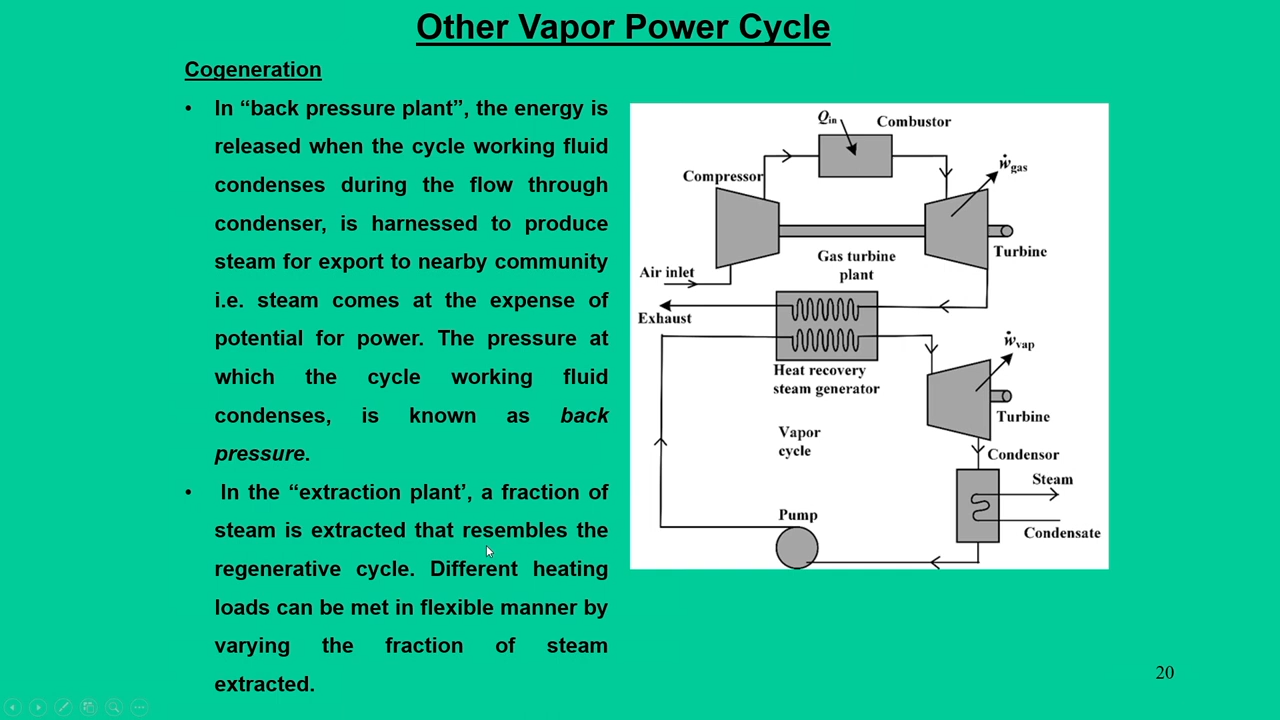 Other Vapor Power Cycle
Cogeneration
• In “back pressure plant”, the energy is
released when the cycle working fluid
condenses during the flow through
condenser, is harnessed to produce
steam for export to nearby community
i.e. steam comes at the expense of
potential for power. The pressure at
which the cycle working fluid
condenses, is known as back
pressure.
• In the “extraction plant’, a fraction of
steam is extracted that resembles the
regenerative cycle. Different heating
loads can be met in flexible manner by
varying the fraction of steam
extracted.
Qin
Combustor
ẇgas
Compressor
Turbine
Gas turbine
plant
Air inlet
Exhaust
ẇvap
Heat recovery
steam generator
Turbine
Vapor
cycle
Condensor
Steam
Pump
Condensate
20